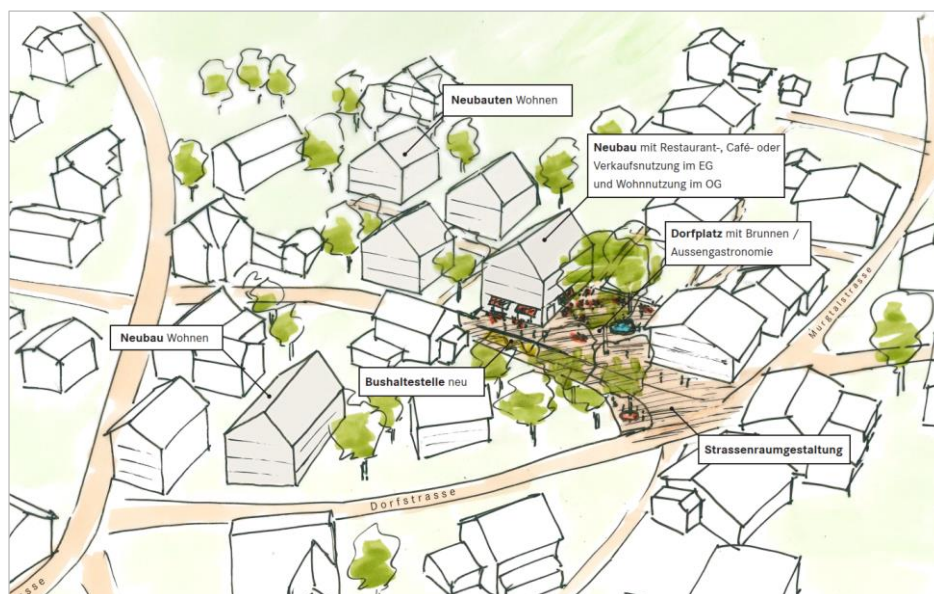 Neubauten Wohnen
Neubau mit Restaurant-, Café- oder
Verkaufsnutzung im EG
und Wohnnutzung im OG
Dorfplatz mit Brunnen /
Aussengastronomie
Murgtalstrasse
Neubau Wohnen
Bushaltestelle neu
Strassenraumgestaltung
Dorfstrasse